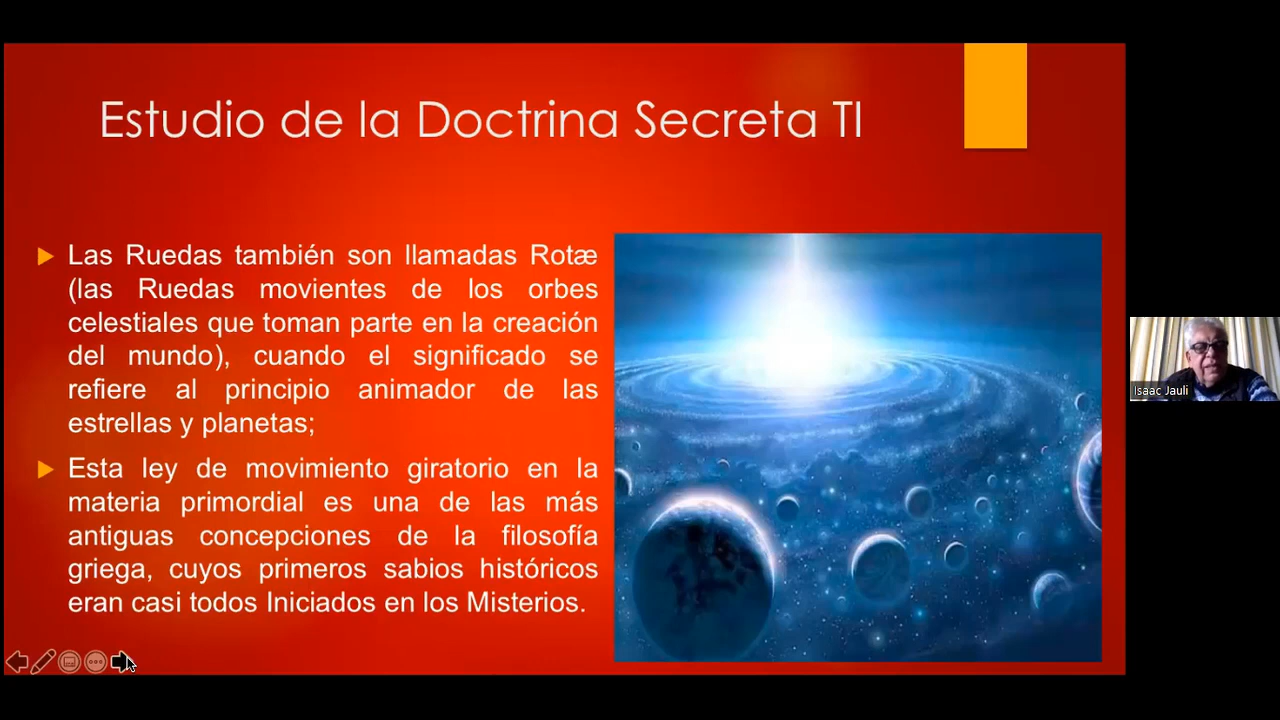 Estudio de la Doctrina Secreta TI
Las Ruedas también son llamadas Rotæ
(las Ruedas movientes de los orbes
celestiales que toman parte en la creación
del mundo), cuando el significado se
refiere al principio animador de las
estrellas y planetas;
Esta ley de movimiento giratorio en la
materia primordial es una de las más
antiguas concepciones de la filosofía
griega, cuyos primeros sabios históricos
eran casi todos Iniciados en los Misterios.
Isaac Jauli